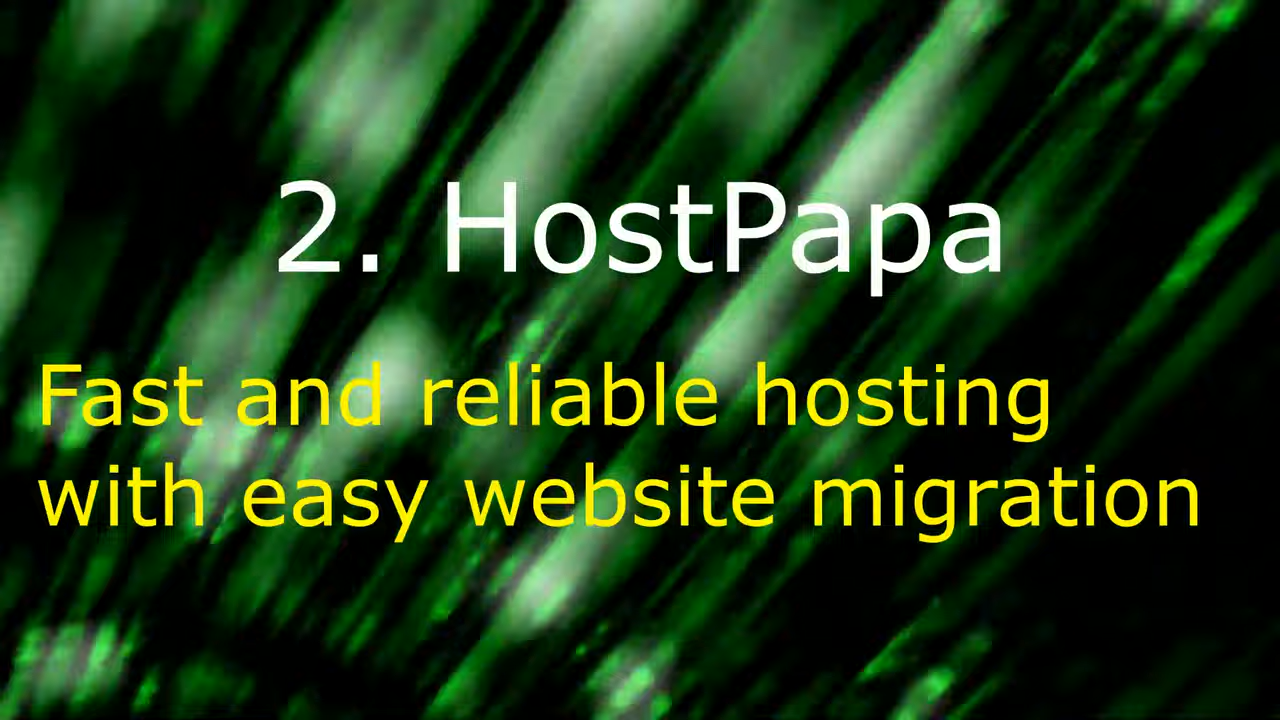 2. HostPapa
Fast and reliable hosting
with easy website migration